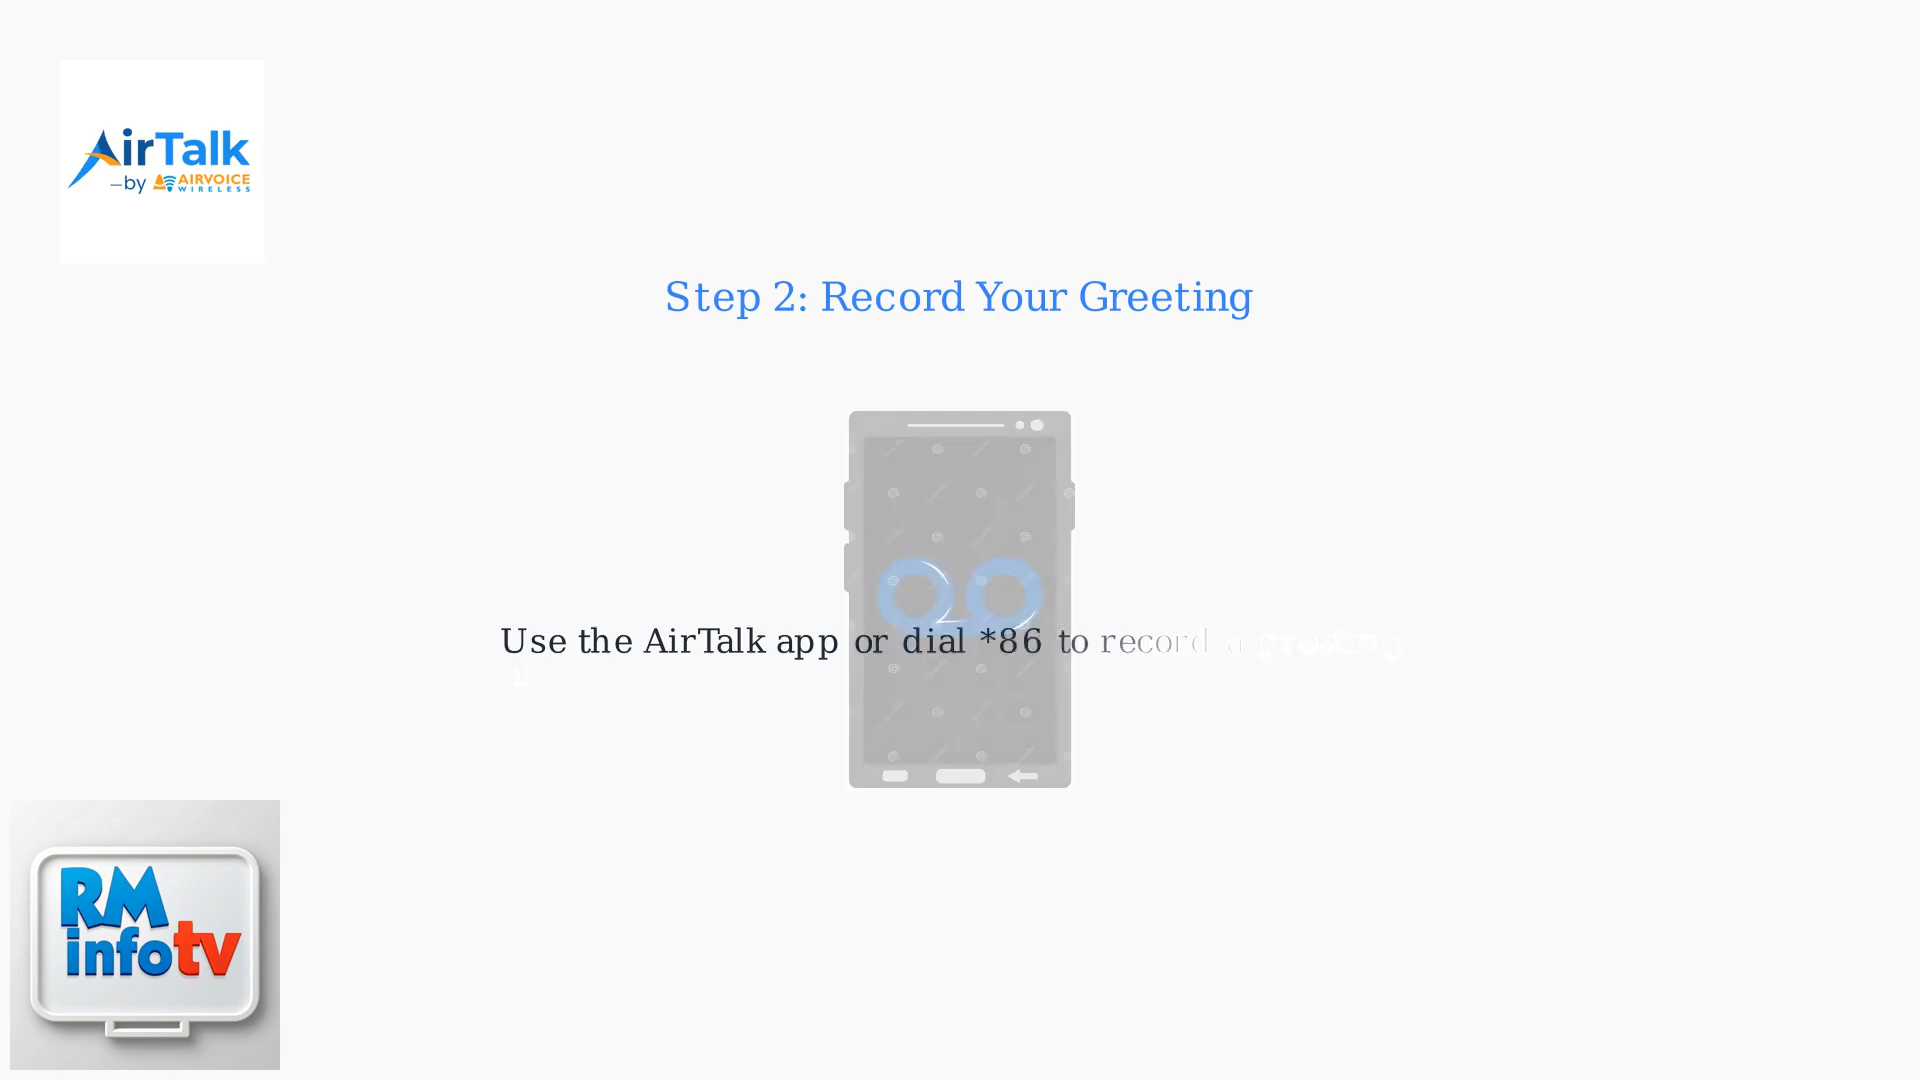 AirTalk
—by AIRVOICE
WIRELESS
Step 2: Record Your Greeting
Use the AirTalk app or dial *86 to record a greeting
RM
infotv